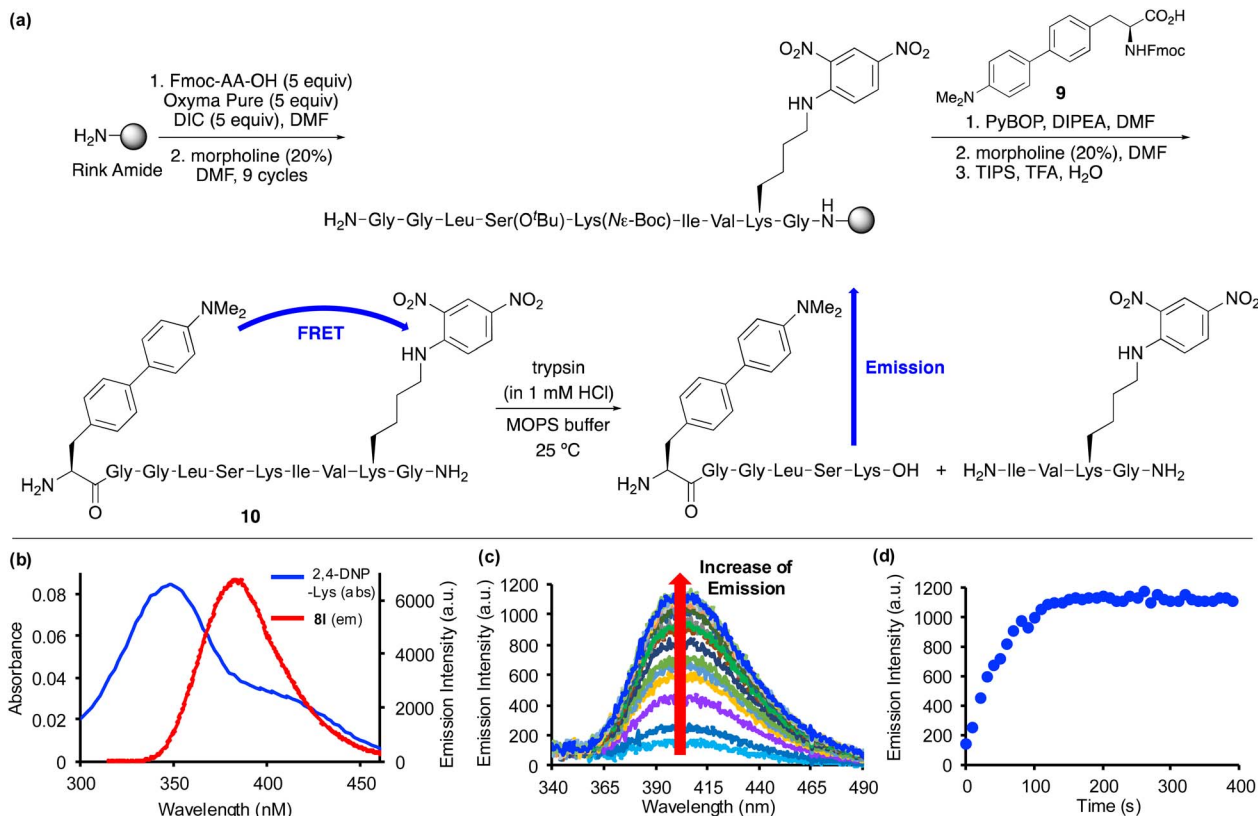 (a)
1. Fmoc-AA-OH (5 equiv)
Oxyma Pure (5 equiv)
DIC (5 equiv), DMF
2. morpholine (20%)
DMF, 9 cycles
H₂N
Rink Amide
O₂N
NO₂
HN
H₂N–Gly–Gly–Leu–Ser(OᵗBu)–Lys(Nε-Boc)–Ile–Val–Lys–Gly–N
H
CO₂H
NHFmoc
Me₂N
9
1. PyBOP, DIPEA, DMF
2. morpholine (20%), DMF
3. TIPS, TFA, H₂O
NMe₂
FRET
O₂N
NO₂
HN
Gly–Gly–Leu–Ser–Lys–Ile–Val–Lys–Gly–NH₂
H₂N
O
10
trypsin
(in 1 mM HCl)
MOPS buffer
25 ºC
NMe₂
Emission
Gly–Gly–Leu–Ser–Lys–OH
H₂N
O
+
O₂N
NO₂
HN
H₂N–Ile–Val–Lys–Gly–NH₂
(b)
2,4-DNP
-Lys (abs)
8l (em)
Absorbance
0.08
0.06
0.04
0.02
0
300
350
400
450
Wavelength (nM)
6000
4000
2000
0
Emission Intensity (a.u.)
(c)
Increase of
Emission
Emission Intensity (a.u.)
1200
1000
800
600
400
200
0
340
365
390
415
440
465
490
Wavelength (nm)
(d)
Emission Intensity (a.u.)
1400
1200
1000
800
600
400
200
0
0
100
200
300
400
Time (s)